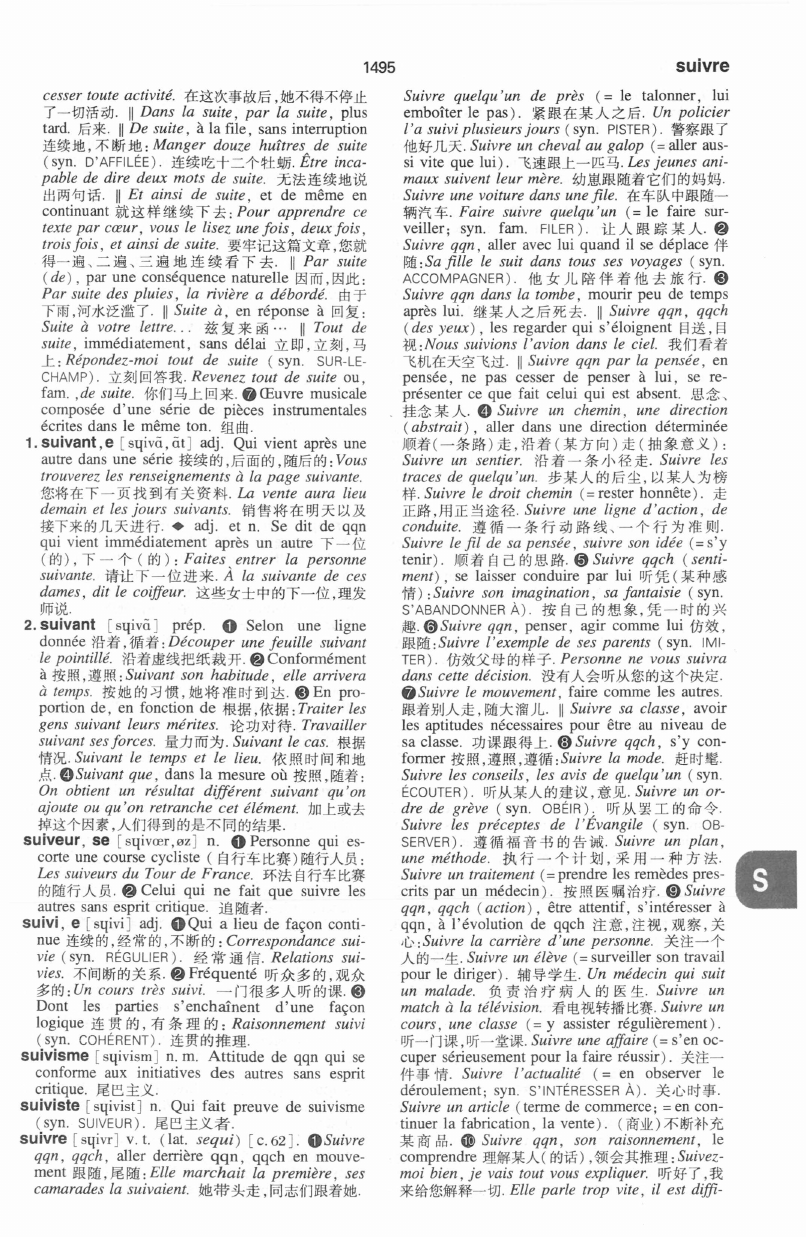 1495
suivre
cesser toute activité. 在这次事故后,她不得不停止
了一切活动. ‖ Dans la suite, par la suite, plus
tard. 后来. ‖ De suite, à la file, sans interruption
连续地,不断地: Manger douze huîtres de suite
(syn. D'AFFILÉE). 连续吃十二个牡蛎. Être inca-
pable de dire deux mots de suite. 无法连续地说
出两句话. ‖ Et ainsi de suite, et de même en
continuant 就这样继续下去: Pour apprendre ce
texte par cœur, vous le lisez une fois, deux fois,
trois fois, et ainsi de suite. 要牢记这篇文章,您就
得一遍、二遍、三遍地连续看下去. ‖ Par suite
(de), par une conséquence naturelle 因而,因此:
Par suite des pluies, la rivière a débordé. 由于
下雨,河水泛滥了. ‖ Suite à, en réponse à 回复:
Suite à votre lettre... 兹复来函… ‖ Tout de
suite, immédiatement, sans délai 立即,立刻,马
上: Répondez-moi tout de suite (syn. SUR-LE-
CHAMP). 立刻回答我. Revenez tout de suite ou,
fam. ,de suite. 你们马上回来. ❼ Œuvre musicale
composée d'une série de pièces instrumentales
écrites dans le même ton. 组曲.
1. suivant, e [sɥivɑ̃, ɑ̃t] adj. Qui vient après une
autre dans une série 接续的,后面的,随后的: Vous
trouverez les renseignements à la page suivante.
您将在下一页找到有关资料. La vente aura lieu
demain et les jours suivants. 销售将在明天以及
接下来的几天进行. ◆ adj. et n. Se dit de qqn
qui vient immédiatement après un autre 下一位
(的),下一个(的): Faites entrer la personne
suivante. 请让下一位进来. À la suivante de ces
dames, dit le coiffeur. 这些女士中的下一位,理发
师说.
2. suivant [sɥivɑ̃] prép. ❶ Selon une ligne
donnée 沿着,循着: Découper une feuille suivant
le pointillé. 沿着虚线把纸裁开. ❷ Conformément
à 按照,遵照: Suivant son habitude, elle arrivera
à temps. 按她的习惯,她将准时到达. ❸ En pro-
portion de, en fonction de 根据,依据: Traiter les
gens suivant leurs mérites. 论功对待. Travailler
suivant ses forces. 量力而为. Suivant le cas. 根据
情况. Suivant le temps et le lieu. 依照时间和地
点. ❹ Suivant que, dans la mesure où 按照,随着:
On obtient un résultat différent suivant qu'on
ajoute ou qu'on retranche cet élément. 加上或去
掉这个因素,人们得到的是不同的结果.
suiveur, se [sɥivœr, øz] n. ❶ Personne qui es-
corte une course cycliste (自行车比赛)随行人员:
Les suiveurs du Tour de France. 环法自行车比赛
的随行人员. ❷ Celui qui ne fait que suivre les
autres sans esprit critique. 追随者.
suivi, e [sɥivi] adj. ❶ Qui a lieu de façon conti-
nue 连续的,经常的,不断的: Correspondance sui-
vie (syn. RÉGULIER). 经常通信. Relations sui-
vies. 不间断的关系. ❷ Fréquenté 听众多的,观众
多的: Un cours très suivi. 一门很多人听的课. ❸
Dont les parties s'enchaînent d'une façon
logique 连贯的,有条理的: Raisonnement suivi
(syn. COHÉRENT). 连贯的推理.
suivisme [sɥivism] n. m. Attitude de qqn qui se
conforme aux initiatives des autres sans esprit
critique. 尾巴主义.
suiviste [sɥivist] n. Qui fait preuve de suivisme
(syn. SUIVEUR). 尾巴主义者.
suivre [sɥivr] v. t. (lat. sequi) [c. 62]. ❶ Suivre
qqn, qqch, aller derrière qqn, qqch en mouve-
ment 跟随,尾随: Elle marchait la première, ses
camarades la suivaient. 她带头走,同志们跟着她.
Suivre quelqu'un de près (= le talonner, lui
emboîter le pas). 紧跟在某人之后. Un policier
l'a suivi plusieurs jours (syn. PISTER). 警察跟了
他好几天. Suivre un cheval au galop (= aller aus-
si vite que lui). 飞速跟上一匹马. Les jeunes ani-
maux suivent leur mère. 幼崽跟随着它们的妈妈.
Suivre une voiture dans une file. 在车队中跟随一
辆汽车. Faire suivre quelqu'un (= le faire sur-
veiller; syn. fam. FILER). 让人跟踪某人. ❷
Suivre qqn, aller avec lui quand il se déplace 伴
随: Sa fille le suit dans tous ses voyages (syn.
ACCOMPAGNER). 他女儿陪伴着他去旅行. ❸
Suivre qqn dans la tombe, mourir peu de temps
après lui. 继某人之后死去. ‖ Suivre qqn, qqch
(des yeux), les regarder qui s'éloignent 目送,目
视: Nous suivions l'avion dans le ciel. 我们看着
飞机在天空飞过. ‖ Suivre qqn par la pensée, en
pensée, ne pas cesser de penser à lui, se re-
présenter ce que fait celui qui est absent. 思念、
挂念某人. ❹ Suivre un chemin, une direction
(abstrait), aller dans une direction déterminée
顺着(一条路)走,沿着(某方向)走(抽象意义):
Suivre un sentier. 沿着一条小径走. Suivre les
traces de quelqu'un. 步某人的后尘,以某人为榜
样. Suivre le droit chemin (= rester honnête). 走
正路,用正当途径. Suivre une ligne d'action, de
conduite. 遵循一条行动路线、一个行为准则.
Suivre le fil de sa pensée, suivre son idée (= s'y
tenir). 顺着自己的思路. ❺ Suivre qqch (senti-
ment), se laisser conduire par lui 听凭(某种感
情): Suivre son imagination, sa fantaisie (syn.
S'ABANDONNER À). 按自己的想象,凭一时的兴
趣. ❻ Suivre qqn, penser, agir comme lui 仿效,
跟随: Suivre l'exemple de ses parents (syn. IMI-
TER). 仿效父母的样子. Personne ne vous suivra
dans cette décision. 没有人会听从您的这个决定.
❼ Suivre le mouvement, faire comme les autres.
跟着别人走,随大溜儿. ‖ Suivre sa classe, avoir
les aptitudes nécessaires pour être au niveau de
sa classe. 功课跟得上. ❽ Suivre qqch, s'y con-
former 按照,遵照,遵循: Suivre la mode. 赶时髦.
Suivre les conseils, les avis de quelqu'un (syn.
ÉCOUTER). 听从某人的建议,意见. Suivre un or-
dre de grève (syn. OBÉIR). 听从罢工的命令.
Suivre les préceptes de l'Évangile (syn. OB-
SERVER). 遵循福音书的告诫. Suivre un plan,
une méthode. 执行一个计划,采用一种方法.
Suivre un traitement (= prendre les remèdes pres-
crits par un médecin). 按照医嘱治疗. ❾ Suivre
qqn, qqch (action), être attentif, s'intéresser à
qqn, à l'évolution de qqch 注意,注视,观察,关
心: Suivre la carrière d'une personne. 关注一个
人的一生. Suivre un élève (= surveiller son travail
pour le diriger). 辅导学生. Un médecin qui suit
un malade. 负责治疗病人的医生. Suivre un
match à la télévision. 看电视转播比赛. Suivre un
cours, une classe (= y assister régulièrement).
听一门课,听一堂课. Suivre une affaire (= s'en oc-
cuper sérieusement pour la faire réussir). 关注一
件事情. Suivre l'actualité (= en observer le
déroulement; syn. S'INTÉRESSER À). 关心时事.
Suivre un article (terme de commerce; = en con-
tinuer la fabrication, la vente). (商业)不断补充
某商品. ❿ Suivre qqn, son raisonnement, le
comprendre 理解某人(的话),领会其推理: Suivez-
moi bien, je vais tout vous expliquer. 听好了,我
来给您解释一切. Elle parle trop vite, il est diffi-
S